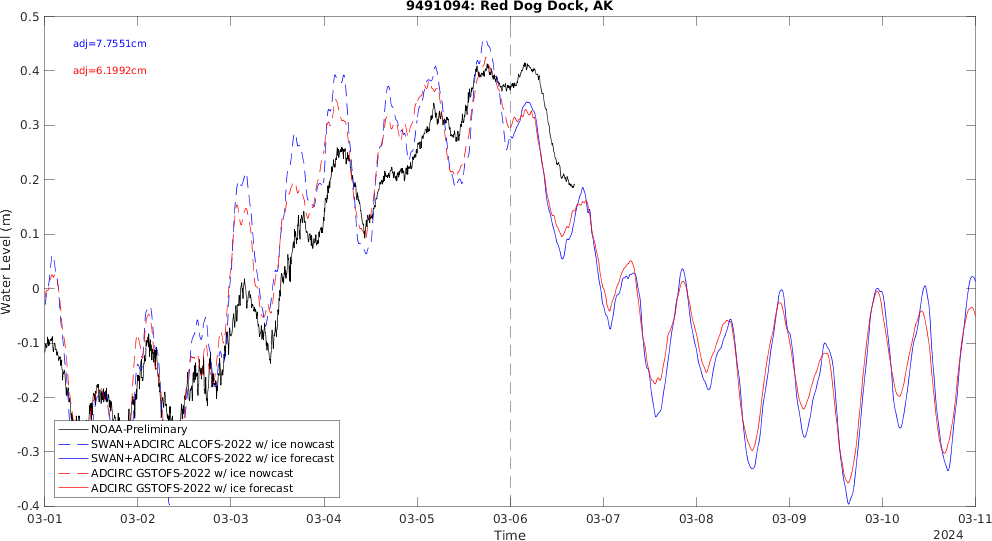 9491094: Red Dog Dock, AK
adj=7.7551cm
adj=6.1992cm
Water Level (m)
0.5
0.4
0.3
0.2
0.1
0
-0.1
-0.2
-0.3
-0.4
NOAA-Preliminary
SWAN+ADCIRC ALCOFS-2022 w/ ice nowcast
SWAN+ADCIRC ALCOFS-2022 w/ ice forecast
ADCIRC GSTOFS-2022 w/ ice nowcast
ADCIRC GSTOFS-2022 w/ ice forecast
03-01 03-02 03-03 03-04 03-05 03-06 03-07 03-08 03-09 03-10 03-11
Time
2024